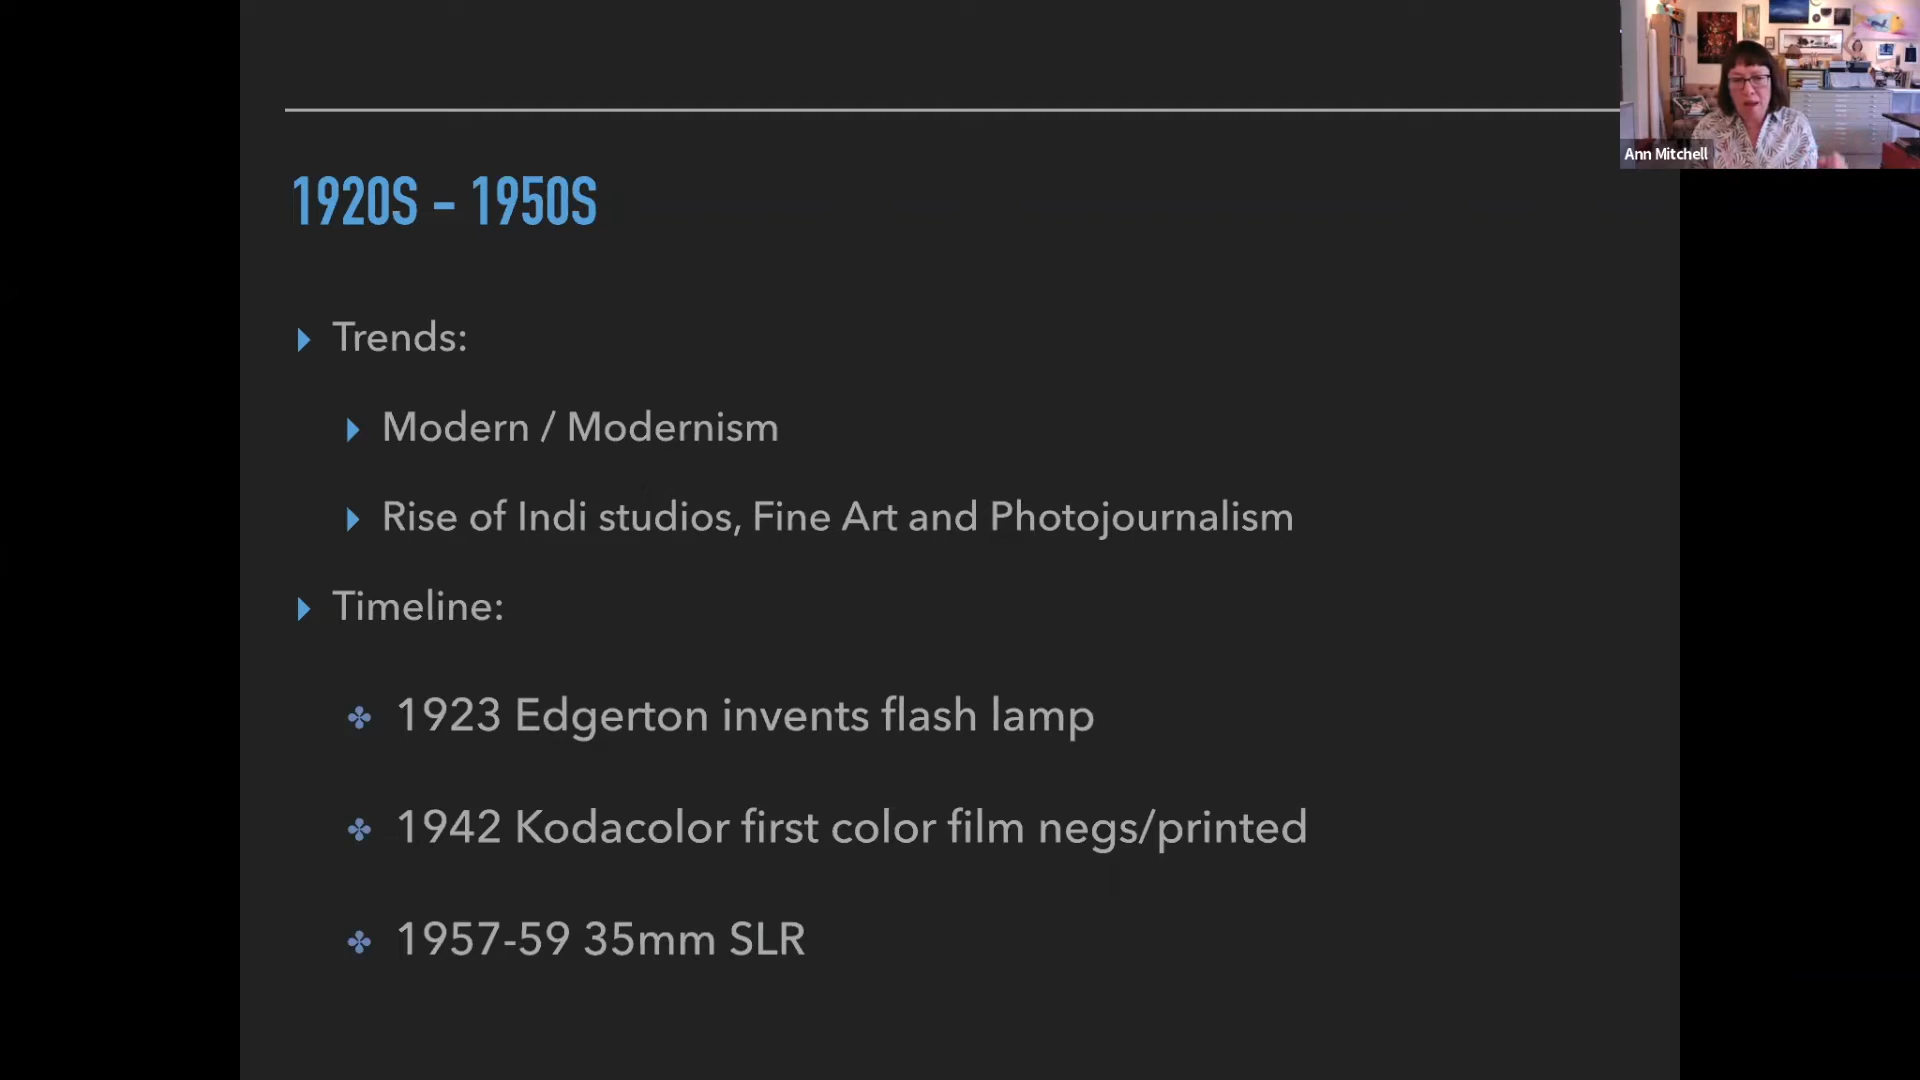 Ann Mitchell
1920S – 1950S
Trends:
Modern / Modernism
Rise of Indi studios, Fine Art and Photojournalism
Timeline:
1923 Edgerton invents flash lamp
1942 Kodacolor first color film negs/printed
1957-59 35mm SLR